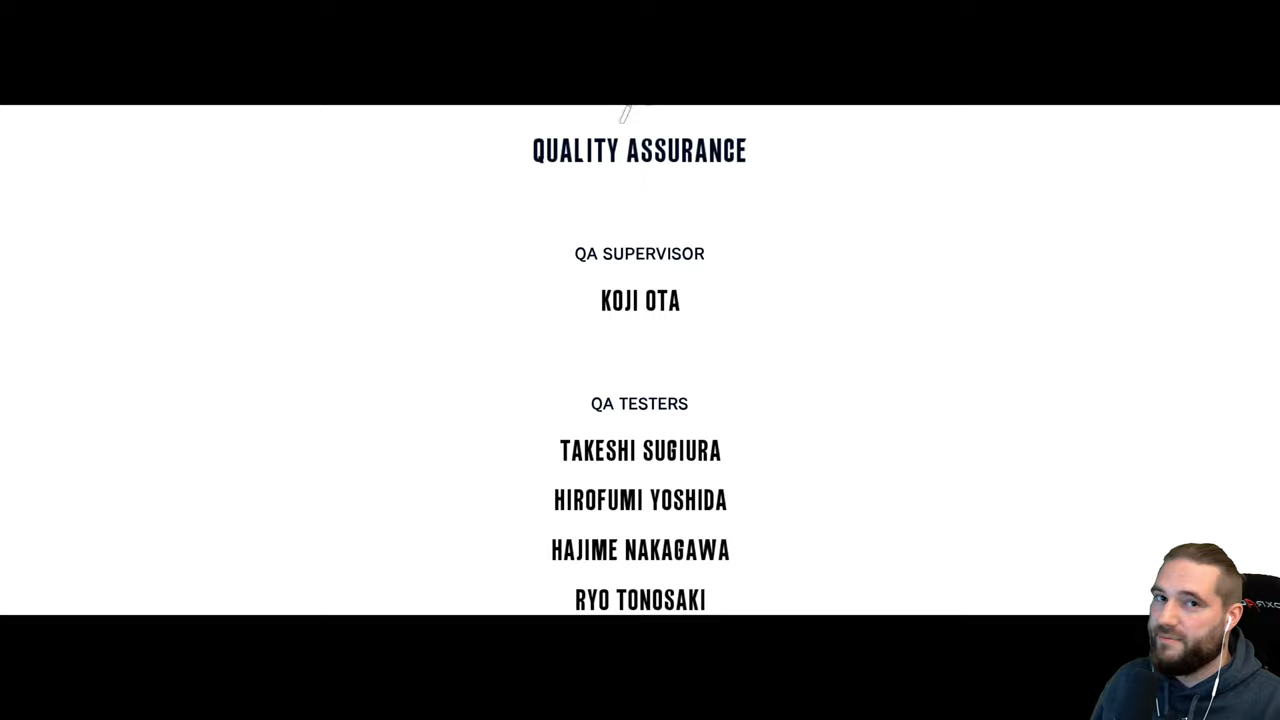 QUALITY ASSURANCE
QA SUPERVISOR
KOJI OTA
QA TESTERS
TAKESHI SUGIURA
HIROFUMI YOSHIDA
HAJIME NAKAGAWA
RYO TONOSAKI